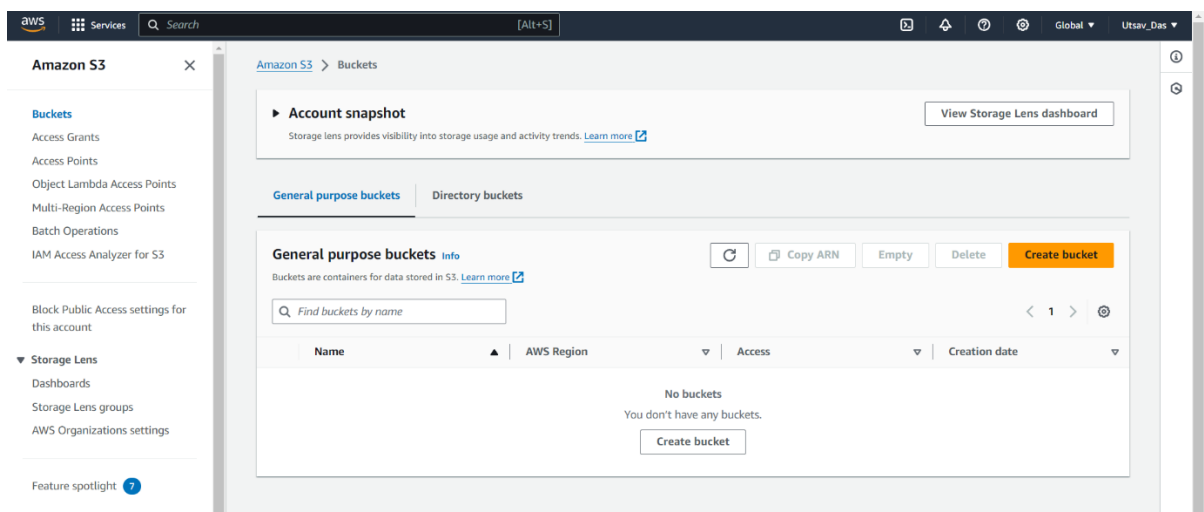 aws Services Search [Alt+S] Global Utsav_Das
Amazon S3
Buckets
Access Grants
Access Points
Object Lambda Access Points
Multi-Region Access Points
Batch Operations
IAM Access Analyzer for S3
Block Public Access settings for
this account
Storage Lens
Dashboards
Storage Lens groups
AWS Organizations settings
Feature spotlight 7
Amazon S3 > Buckets
Account snapshot
View Storage Lens dashboard
Storage lens provides visibility into storage usage and activity trends. Learn more
General purpose buckets Directory buckets
General purpose buckets Info
Copy ARN Empty Delete Create bucket
Buckets are containers for data stored in S3. Learn more
Find buckets by name
< 1 >
Name AWS Region Access Creation date
No buckets
You don't have any buckets.
Create bucket